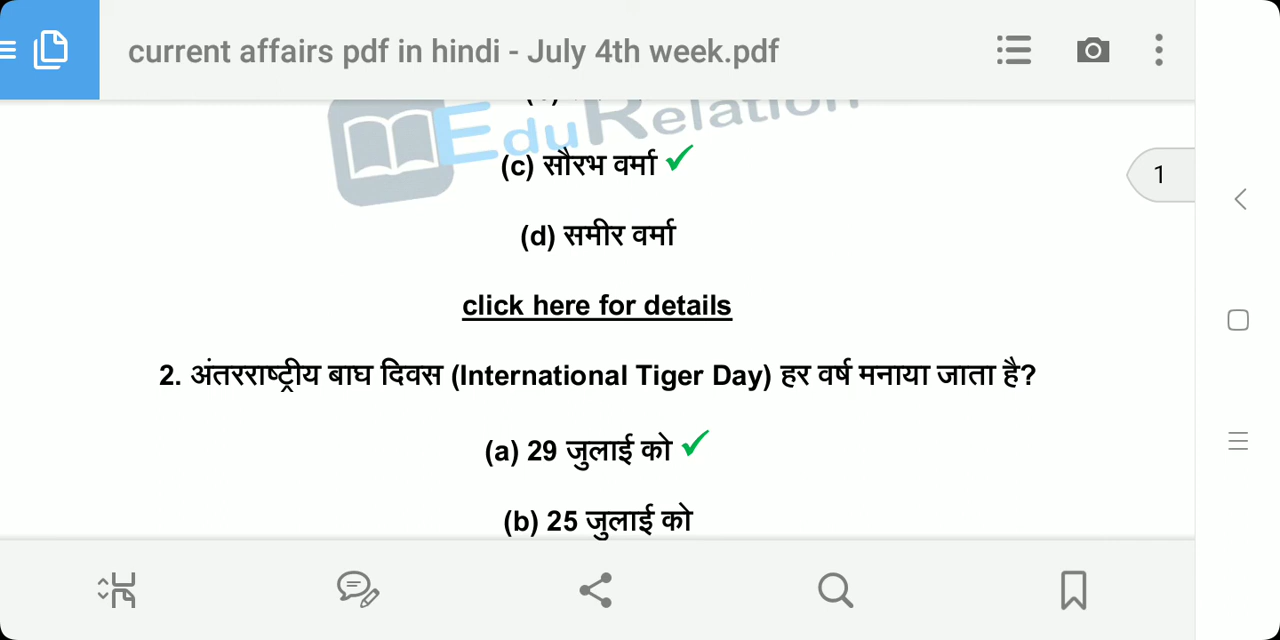 current affairs pdf in hindi - July 4th week.pdf
EduRelation
(c) सौरभ वर्मा
1
(d) समीर वर्मा
click here for details
2. अंतरराष्ट्रीय बाघ दिवस (International Tiger Day) हर वर्ष मनाया जाता है?
(a) 29 जुलाई को
(b) 25 जुलाई को